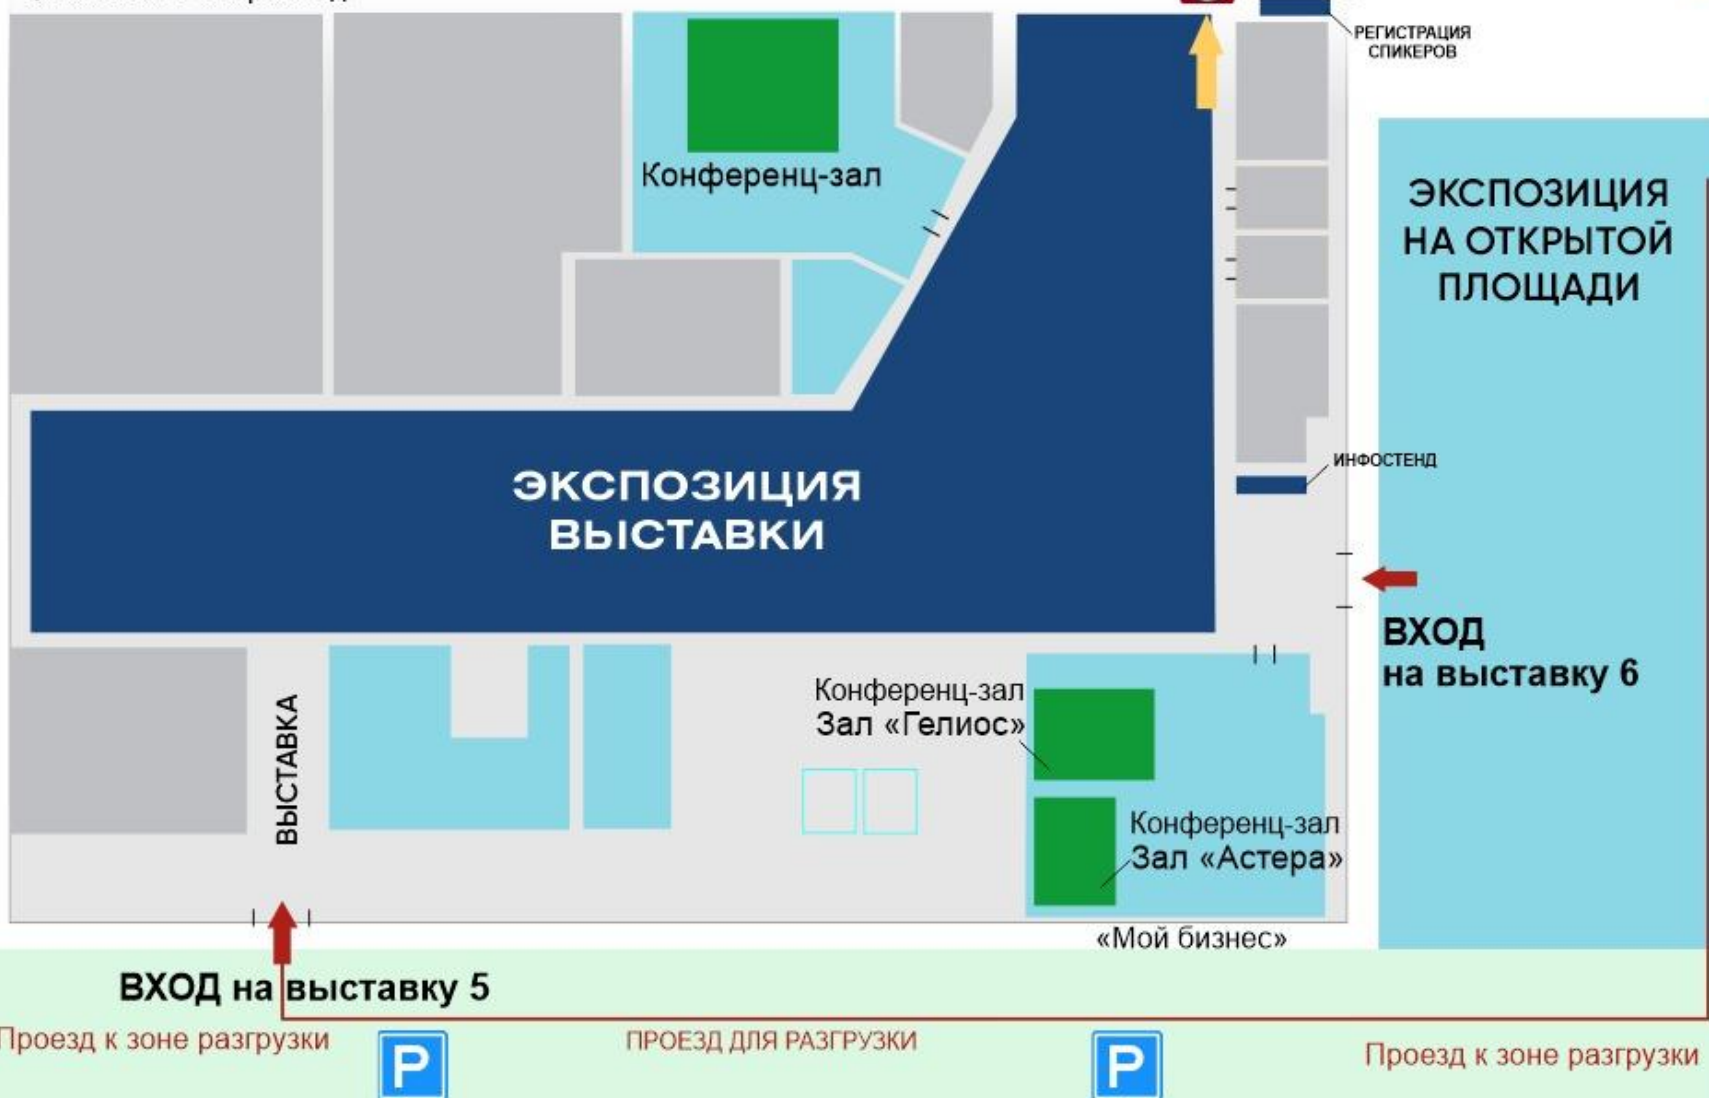 РЕГИСТРАЦИЯ
СПИКЕРОВ
Конференц-зал
ЭКСПОЗИЦИЯ
НА ОТКРЫТОЙ
ПЛОЩАДИ
ИНФОСТЕНД
ЭКСПОЗИЦИЯ
ВЫСТАВКИ
ВХОД
на выставку 6
ВЫСТАВКА
Конференц-зал
Зал «Гелиос»
Конференц-зал
Зал «Астера»
«Мой бизнес»
ВХОД на выставку 5
Проезд к зоне разгрузки
P
ПРОЕЗД ДЛЯ РАЗГРУЗКИ
P
Проезд к зоне разгрузки